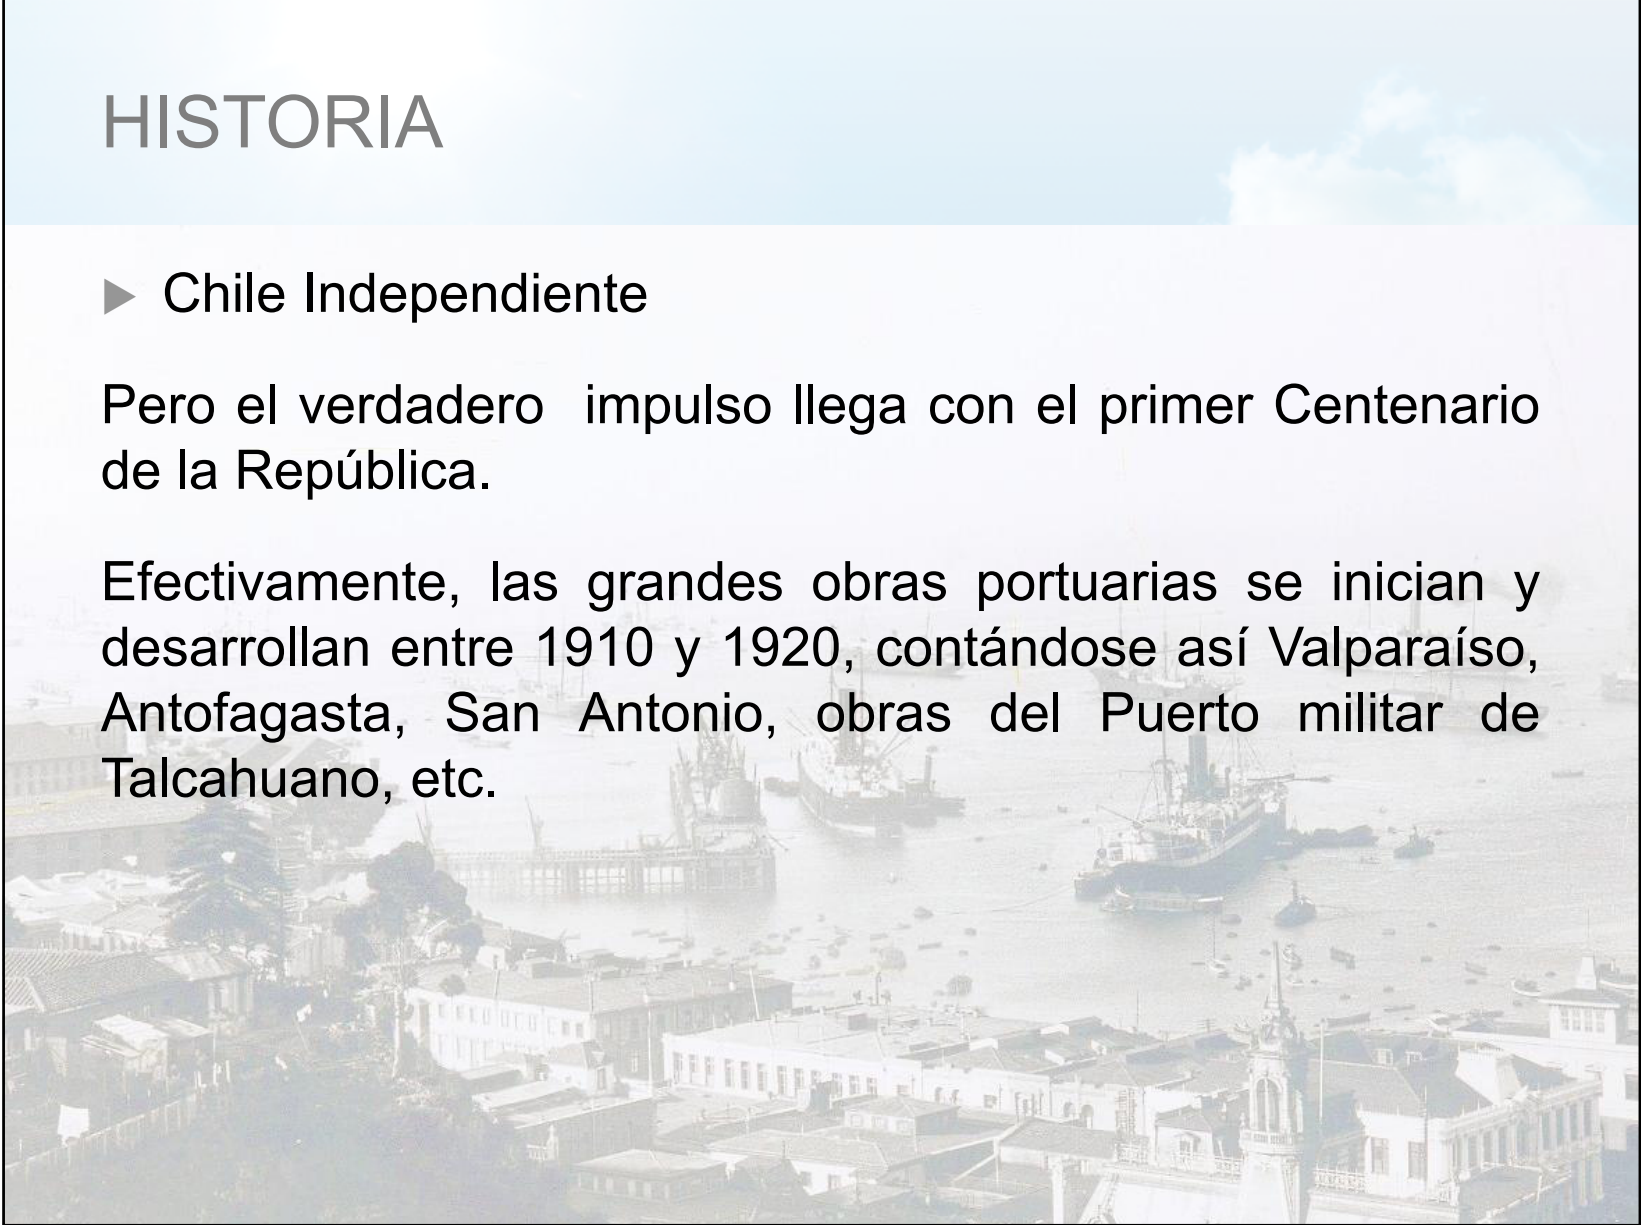 HISTORIA
Chile Independiente
Pero el verdadero impulso llega con el primer Centenario
de la República.
Efectivamente, las grandes obras portuarias se inician y
desarrollan entre 1910 y 1920, contándose así Valparaíso,
Antofagasta, San Antonio, obras del Puerto militar de
Talcahuano, etc.